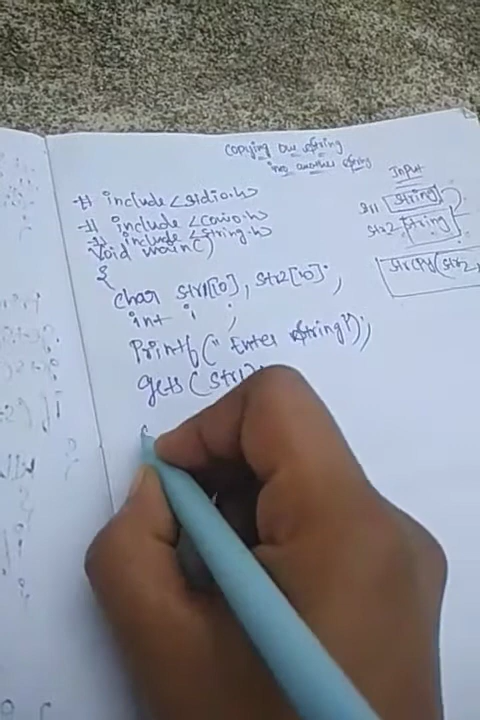 Copying one string
into another string
# include <stdio.h>
# include <conio.h>
# include <string.h>
void main()
{
char str1[10], str2[10];
int i;
printf(" Enter string");
gets(str1);
Input
str1 string
str2 string
strcpy(str2,